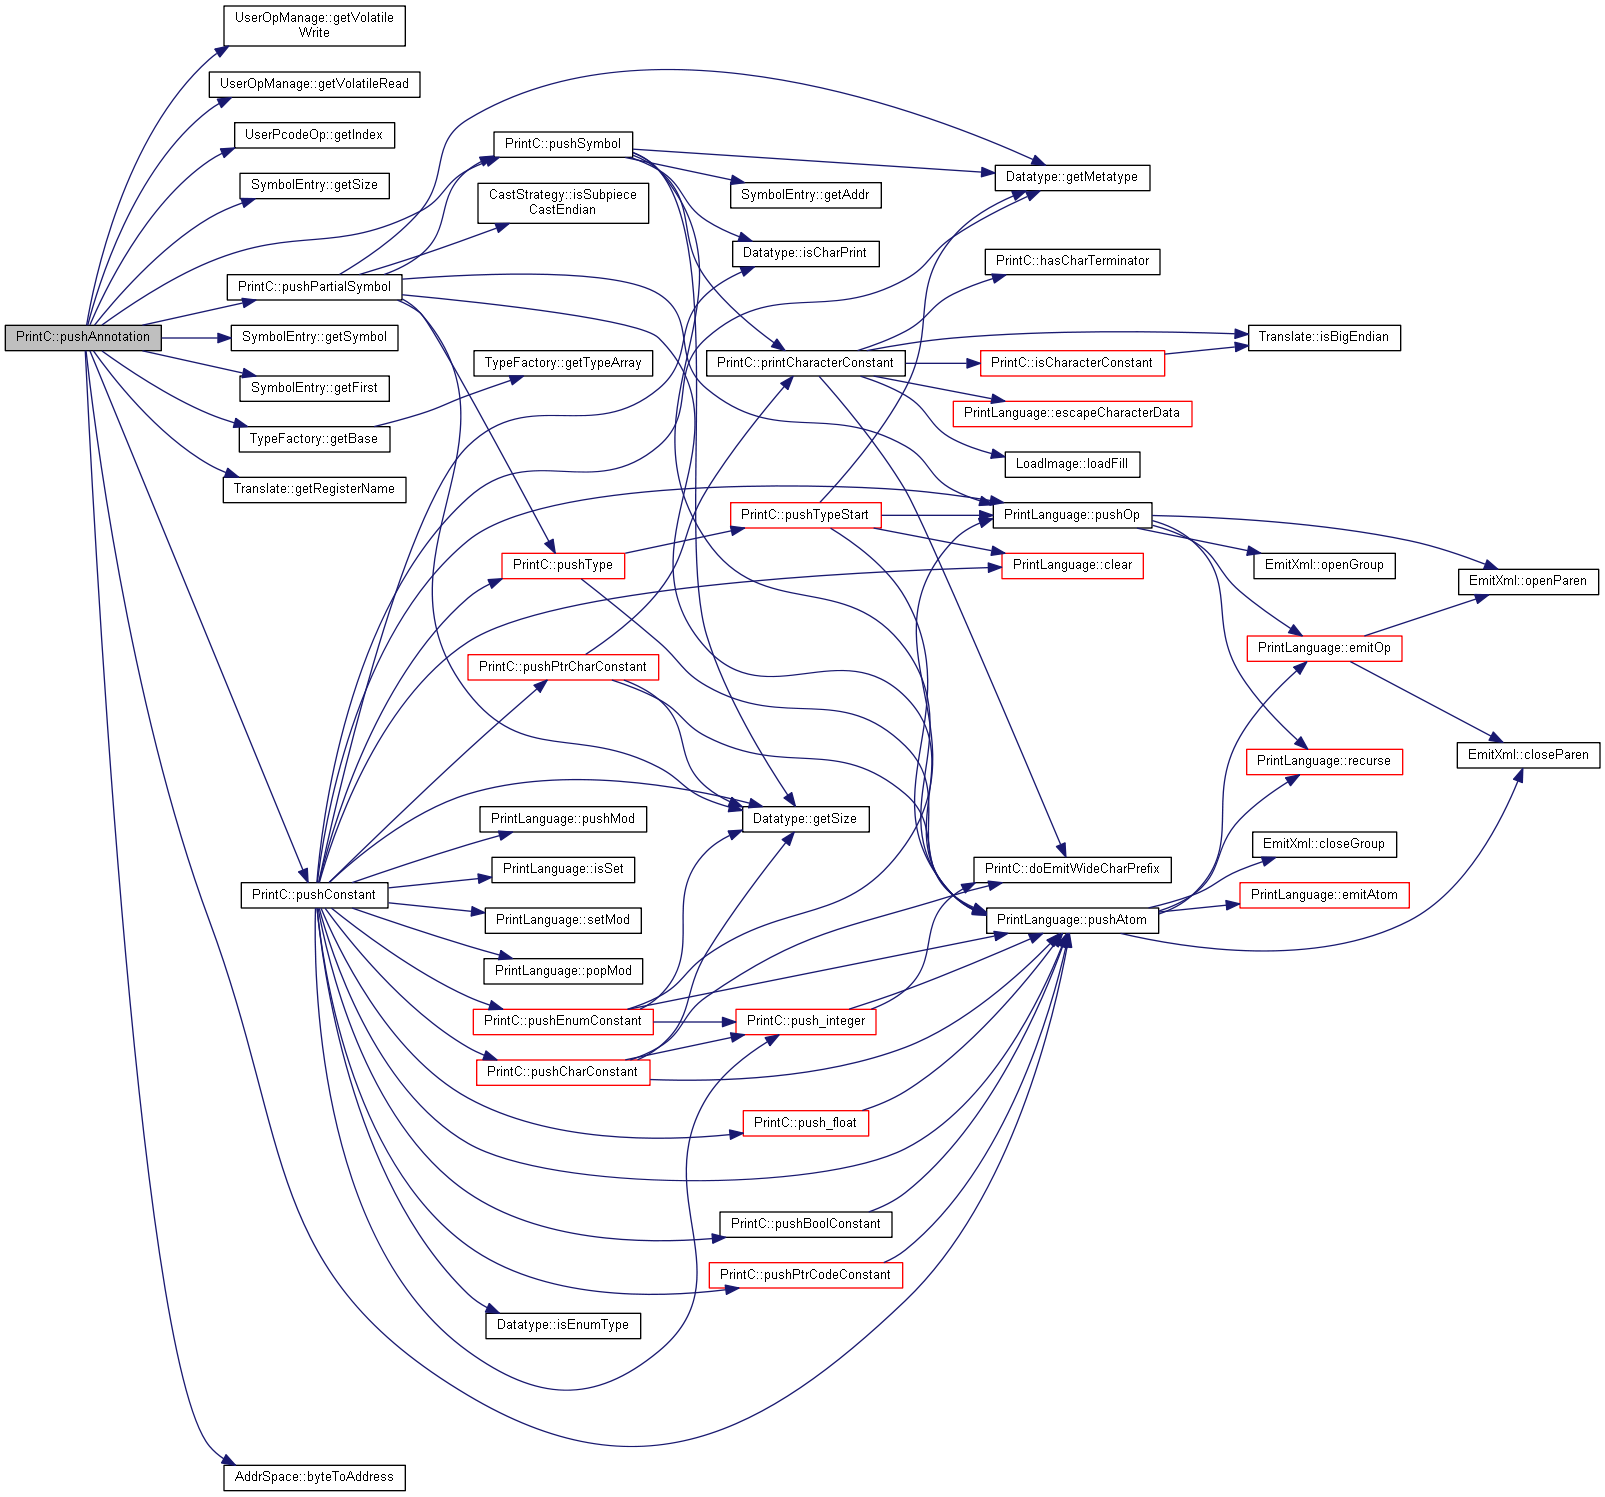 UserOpManage::getVolatile
Write
UserOpManage::getVolatileRead
UserPcodeOp::getIndex
PrintC::pushSymbol
SymbolEntry::getSize
CastStrategy::isSubpiece
CastEndian
Datatype::getMetatype
SymbolEntry::getAddr
Datatype::isCharPrint
PrintC::hasCharTerminator
PrintC::pushPartialSymbol
PrintC::pushAnnotation
SymbolEntry::getSymbol
Translate::isBigEndian
TypeFactory::getTypeArray
PrintC::printCharacterConstant
PrintC::isCharacterConstant
SymbolEntry::getFirst
PrintLanguage::escapeCharacterData
TypeFactory::getBase
LoadImage::loadFill
Translate::getRegisterName
PrintC::pushTypeStart
PrintLanguage::pushOp
PrintC::pushType
PrintLanguage::clear
EmitXml::openGroup
EmitXml::openParen
PrintLanguage::emitOp
PrintC::pushPtrCharConstant
PrintLanguage::recurse
EmitXml::closeParen
PrintLanguage::pushMod
Datatype::getSize
EmitXml::closeGroup
PrintLanguage::isSet
PrintC::doEmitWideCharPrefix
PrintC::pushConstant
PrintLanguage::emitAtom
PrintLanguage::setMod
PrintLanguage::pushAtom
PrintLanguage::popMod
PrintC::pushEnumConstant
PrintC::push_integer
PrintC::pushCharConstant
PrintC::push_float
PrintC::pushBoolConstant
PrintC::pushPtrCodeConstant
Datatype::isEnumType
AddrSpace::byteToAddress